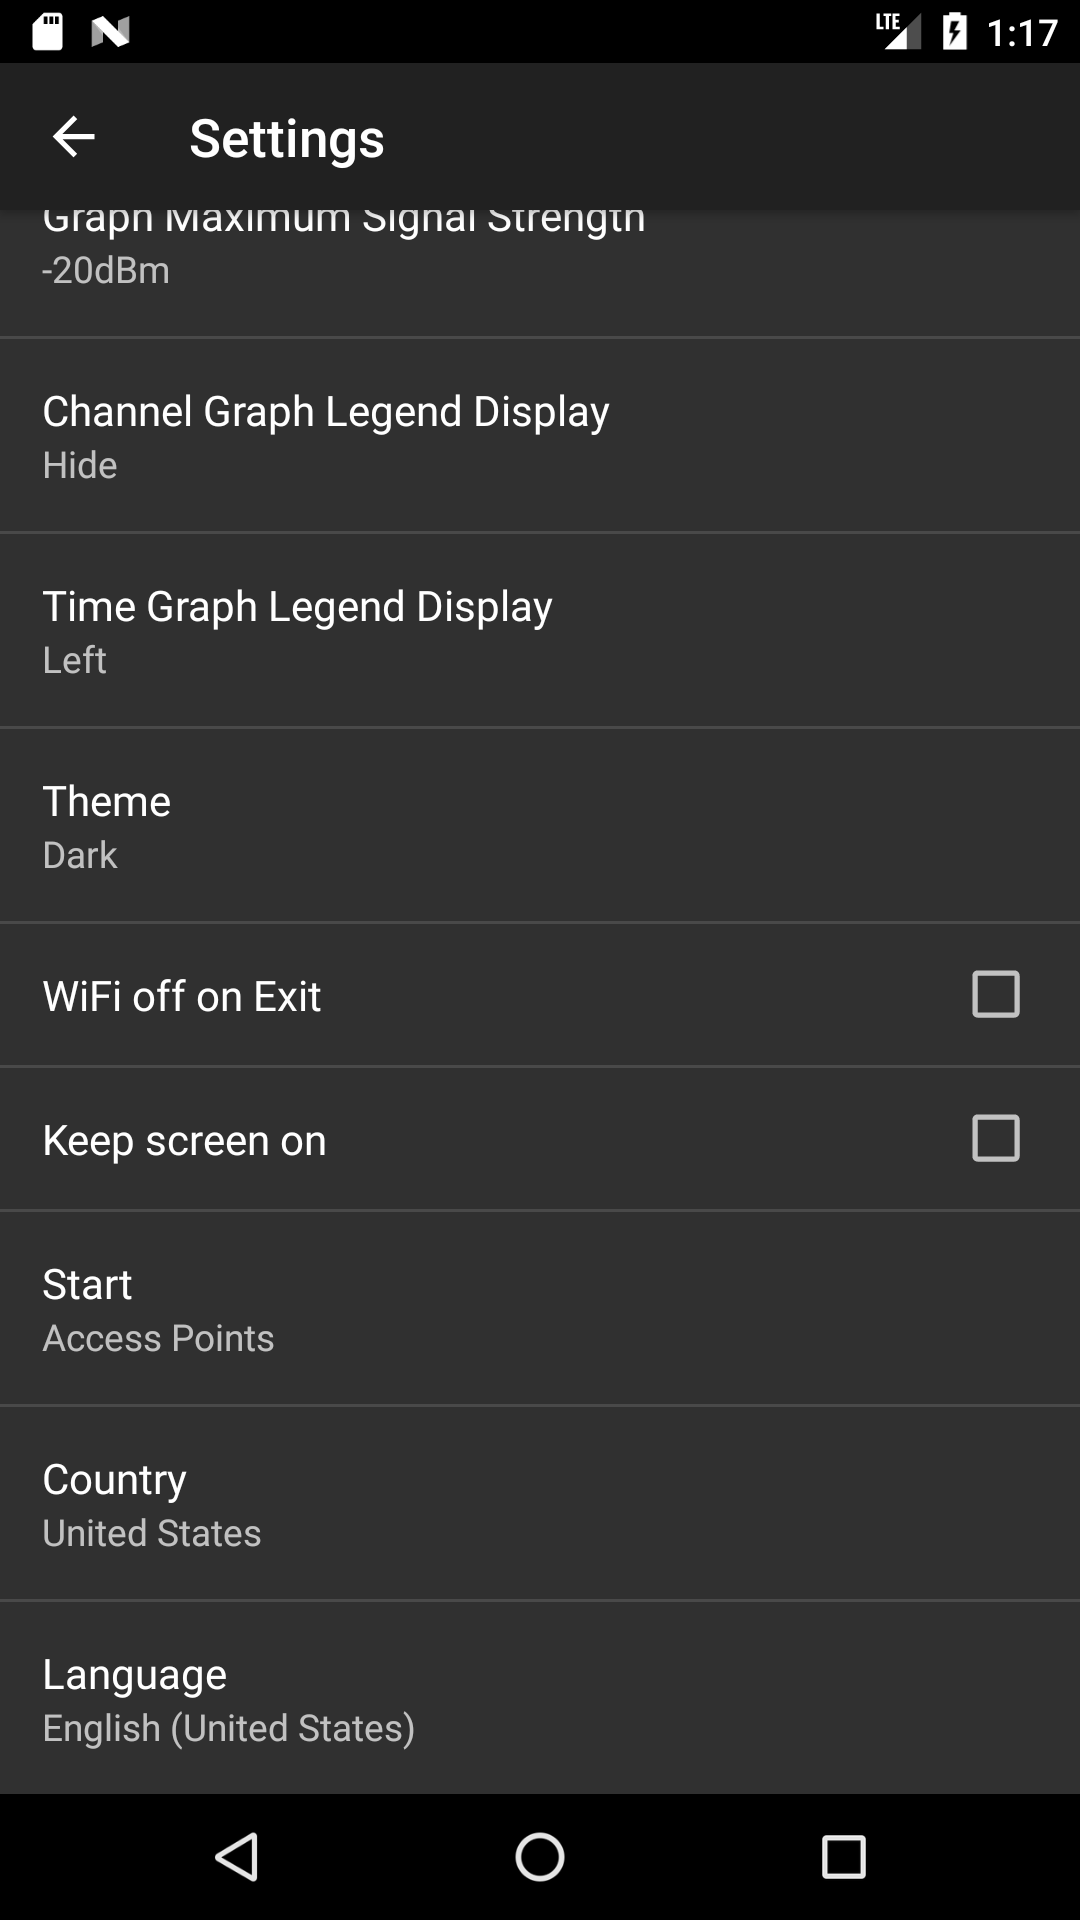 LTE 1:17
Settings
Graph Maximum Signal Strength
-20dBm
Channel Graph Legend Display
Hide
Time Graph Legend Display
Left
Theme
Dark
WiFi off on Exit
Keep screen on
Start
Access Points
Country
United States
Language
English (United States)